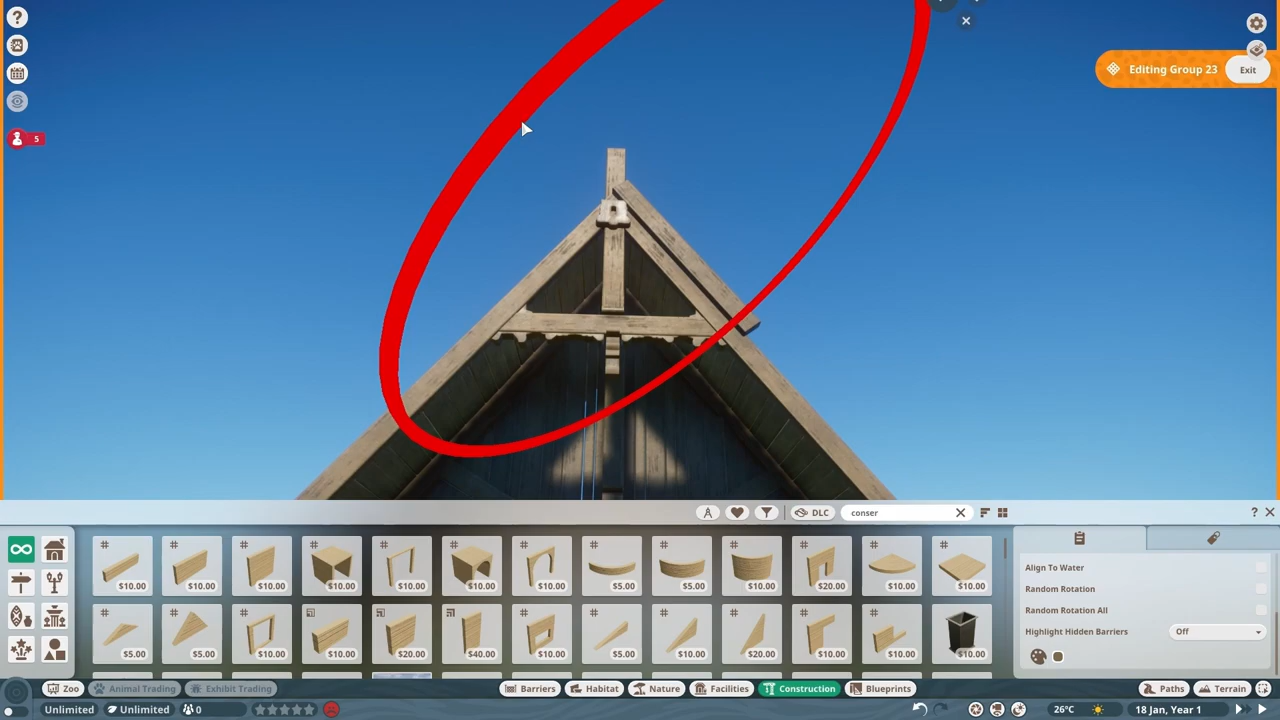 ?
Editing Group 23
Exit
5
DLC
conser
?
$10.00 $10.00 $10.00 $10.00 $10.00 $10.00 $10.00 $5.00 $5.00 $10.00 $20.00 $10.00 $10.00
$5.00 $5.00 $10.00 $10.00 $20.00 $40.00 $10.00 $5.00 $10.00 $20.00 $10.00 $10.00 $10.00
Align To Water
Random Rotation
Random Rotation All
Highlight Hidden Barriers Off
Zoo Animal Trading Exhibit Trading Barriers Habitat Nature Facilities Construction Blueprints Paths Terrain
Unlimited Unlimited 0 26°C 18 Jan, Year 1